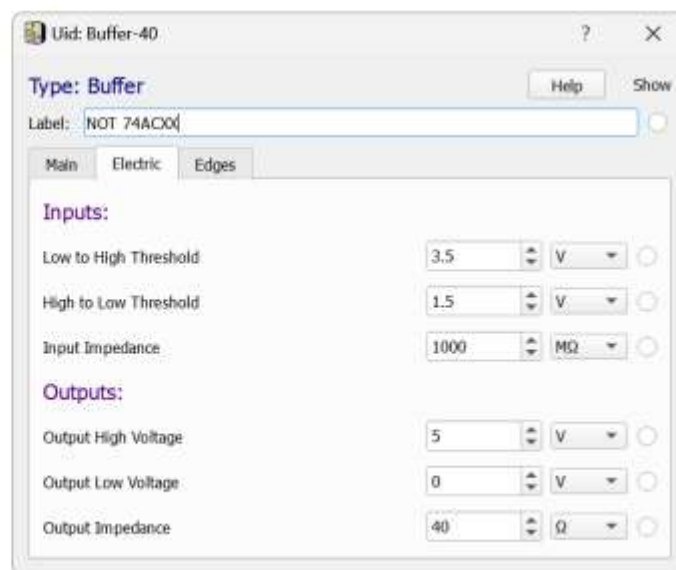 Uid: Buffer-40 ?
Type: Buffer Help Show
Label: NOT 74ACXX
Main Electric Edges
Inputs:
Low to High Threshold 3.5 V
High to Low Threshold 1.5 V
Input Impedance 1000 MΩ
Outputs:
Output High Voltage 5 V
Output Low Voltage 0 V
Output Impedance 40 Ω